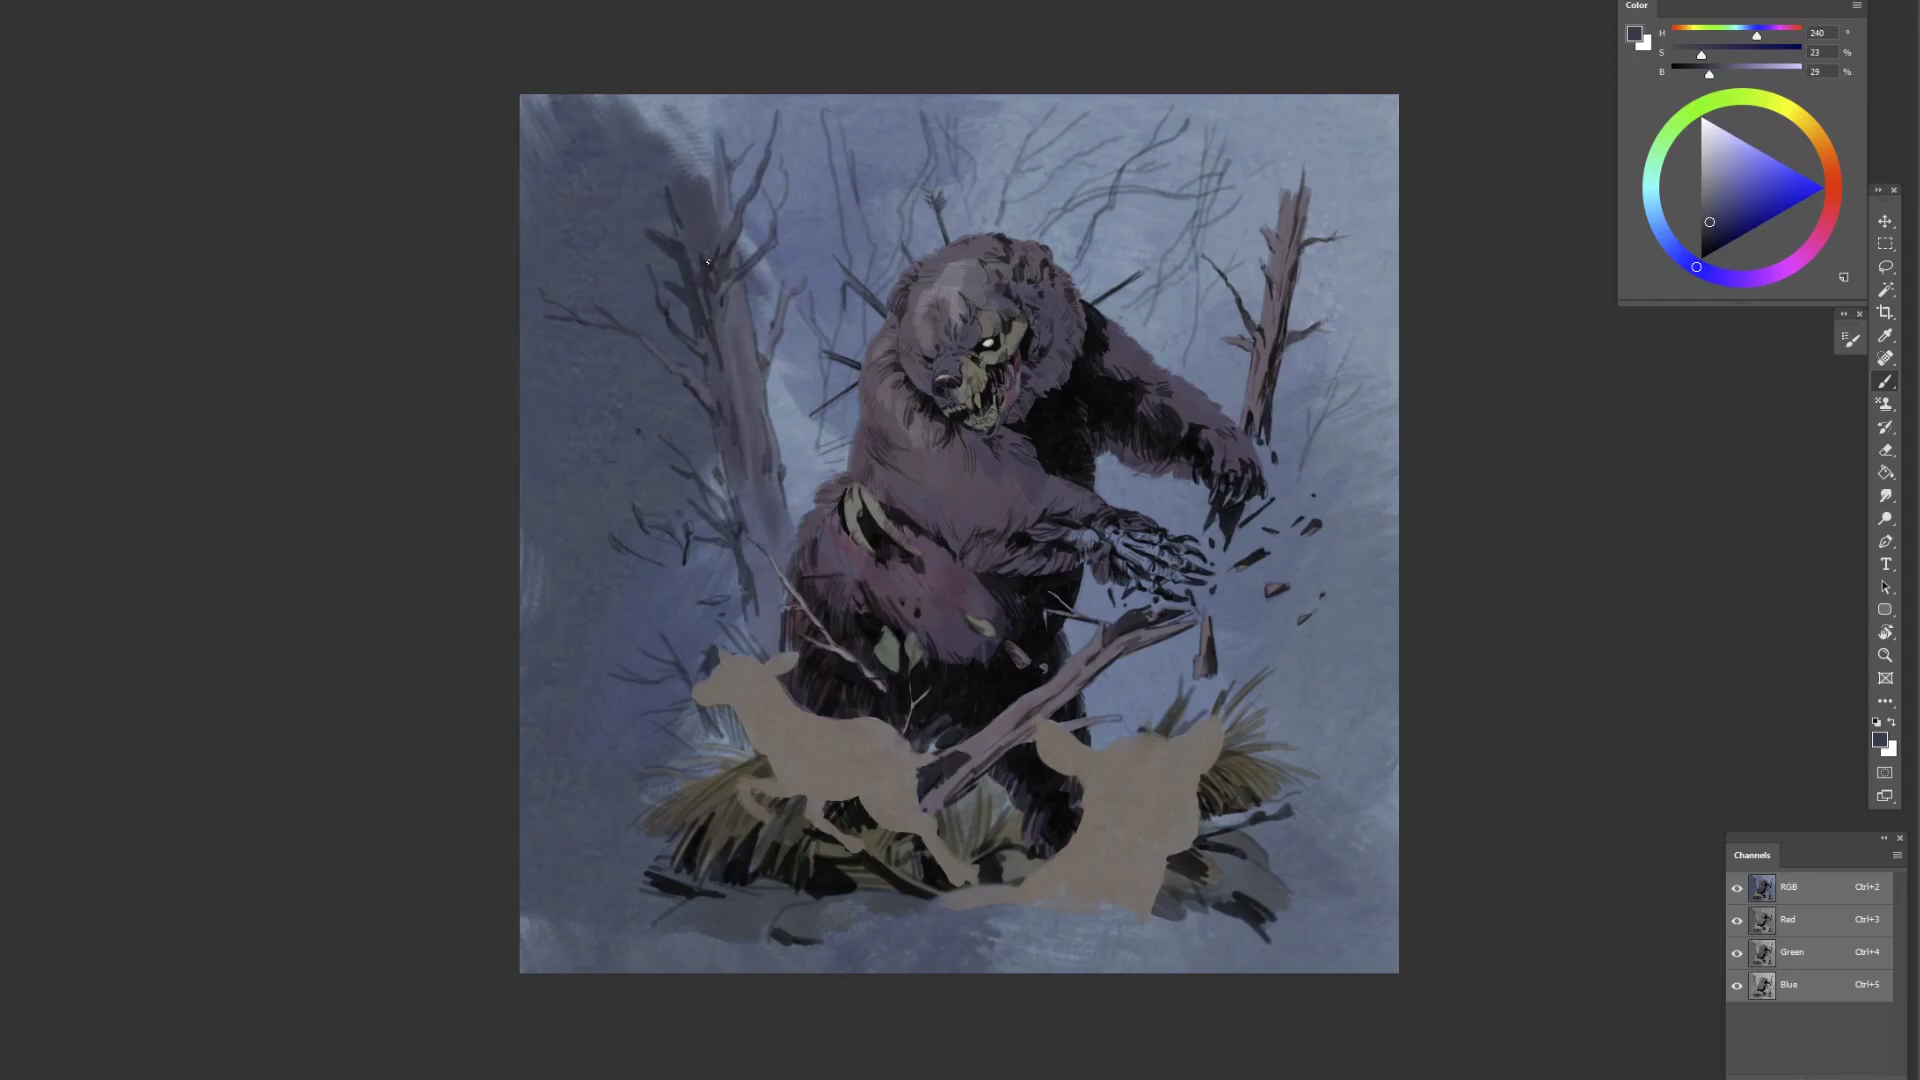 Color
H 240 °
S 23 %
B 29 %
Channels
RGB Ctrl+2
Red Ctrl+3
Green Ctrl+4
Blue Ctrl+5